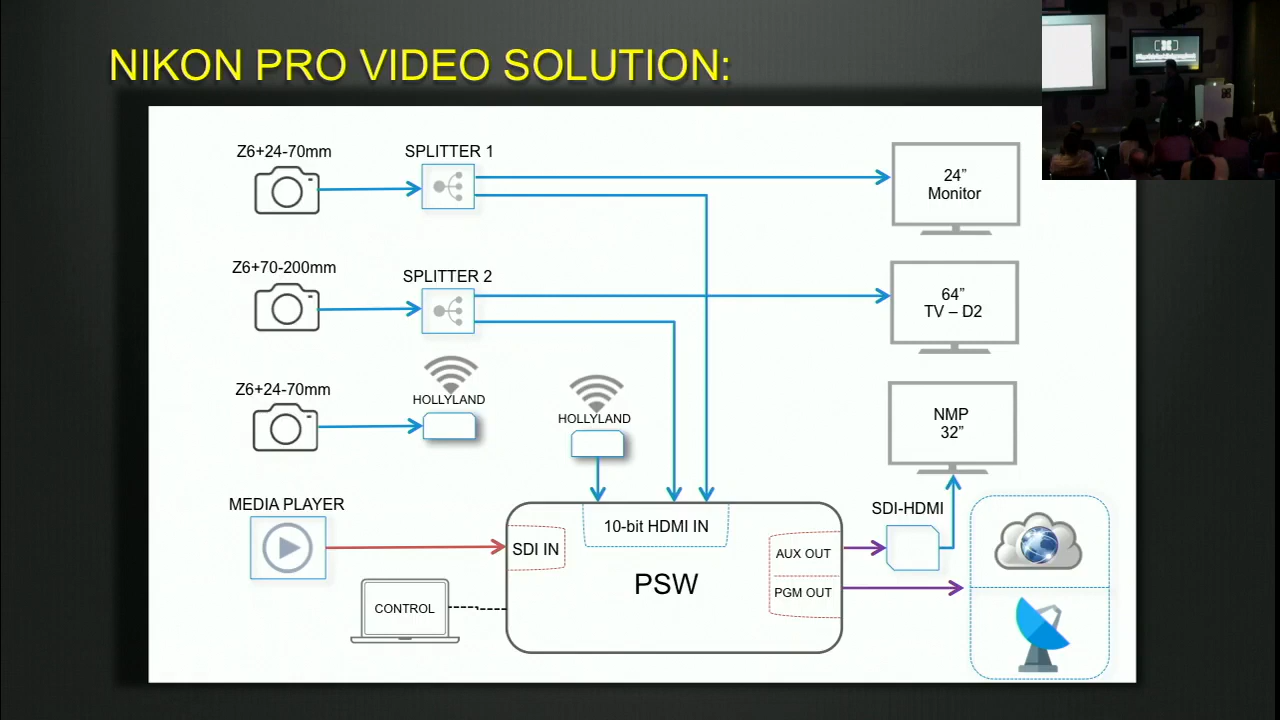 NIKON PRO VIDEO SOLUTION:
Z6+24-70mm
SPLITTER 1
24”
Monitor
Z6+70-200mm
SPLITTER 2
64”
TV – D2
Z6+24-70mm
HOLLYLAND
HOLLYLAND
NMP
32”
MEDIA PLAYER
SDI-HDMI
10-bit HDMI IN
SDI IN
AUX OUT
PSW
PGM OUT
CONTROL